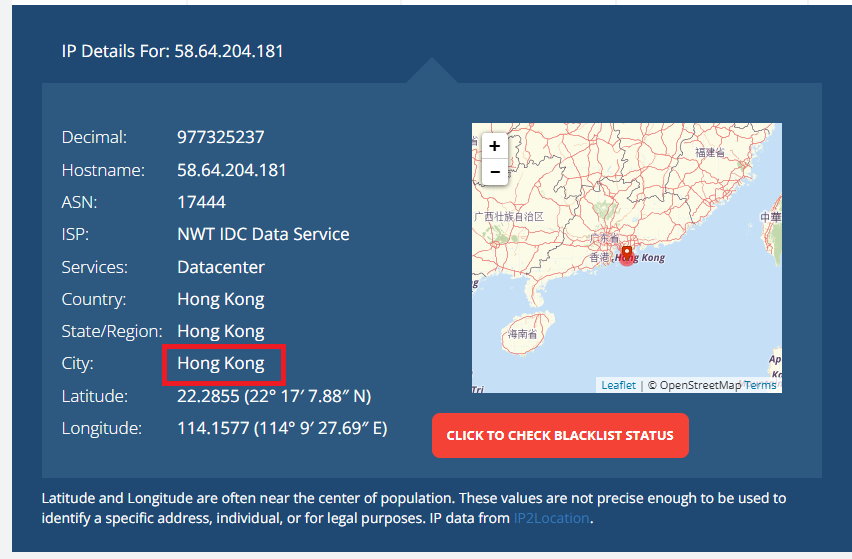 IP Details For: 58.64.204.181
Decimal: 977325237
Hostname: 58.64.204.181
ASN: 17444
ISP: NWT IDC Data Service
Services: Datacenter
Country: Hong Kong
State/Region: Hong Kong
City: Hong Kong
Latitude: 22.2855 (22° 17′ 7.88″ N)
Longitude: 114.1577 (114° 9′ 27.69″ E)
+
−
福建省
广西壮族自治区
中華
广东省
香港 Hong Kong
海南省
Leaflet | © OpenStreetMap Terms
CLICK TO CHECK BLACKLIST STATUS
Latitude and Longitude are often near the center of population. These values are not precise enough to be used to
identify a specific address, individual, or for legal purposes. IP data from IP2Location.